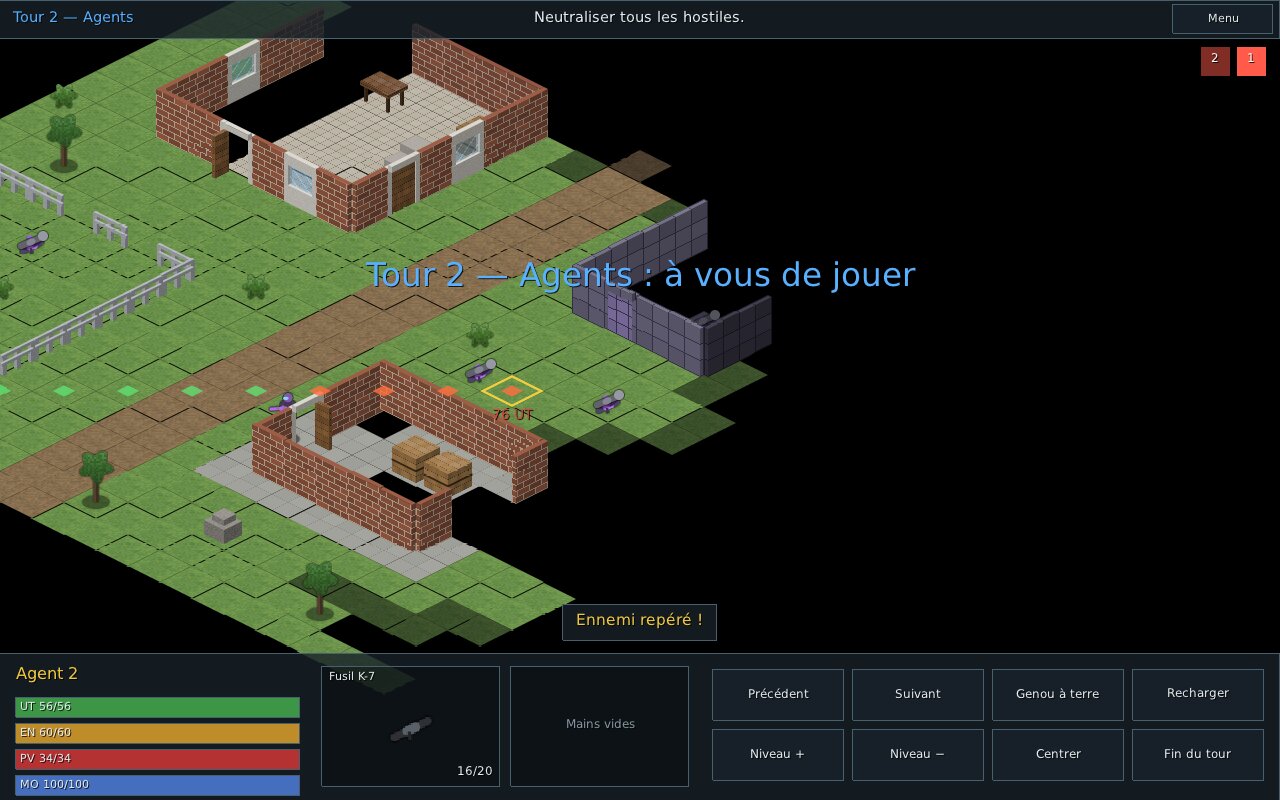 Tour 2 — Agents
Neutraliser tous les hostiles.
Menu
2
1
Tour 2 — Agents : à vous de jouer
76 UT
Ennemi repéré !
Agent 2
UT 56/56
EN 60/60
PV 34/34
MO 100/100
Fusil K-7
16/20
Mains vides
Précédent
Suivant
Genou à terre
Recharger
Niveau +
Niveau −
Centrer
Fin du tour